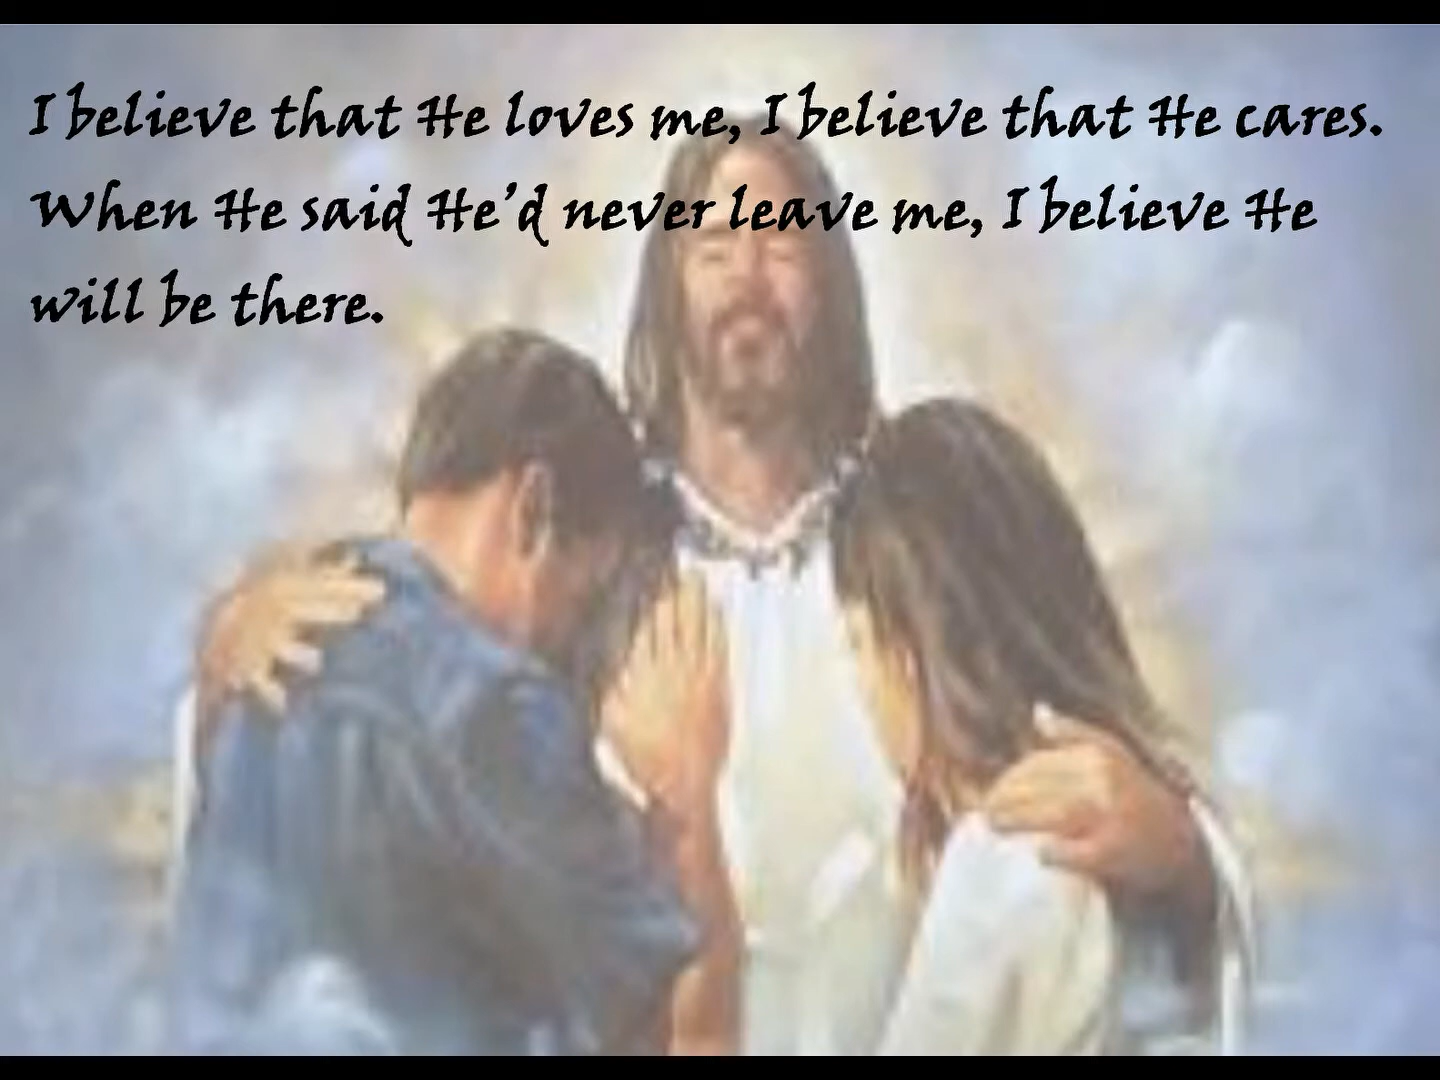 I believe that He loves me, I believe that He cares.
When He said He'd never leave me, I believe He
will be there.